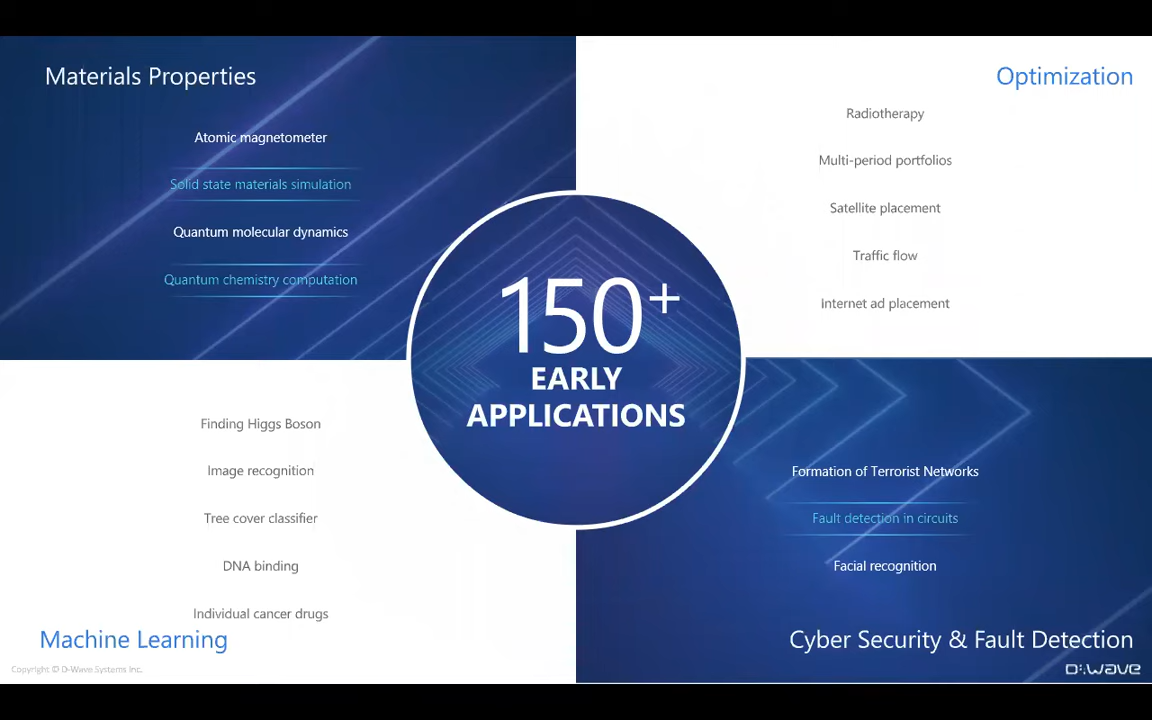 Materials Properties
Atomic magnetometer
Solid state materials simulation
Quantum molecular dynamics
Quantum chemistry computation
Optimization
Radiotherapy
Multi-period portfolios
Satellite placement
Traffic flow
Internet ad placement
150+
EARLY
APPLICATIONS
Finding Higgs Boson
Image recognition
Tree cover classifier
DNA binding
Individual cancer drugs
Machine Learning
Copyright © D-Wave Systems Inc.
Formation of Terrorist Networks
Fault detection in circuits
Facial recognition
Cyber Security & Fault Detection
D:wave